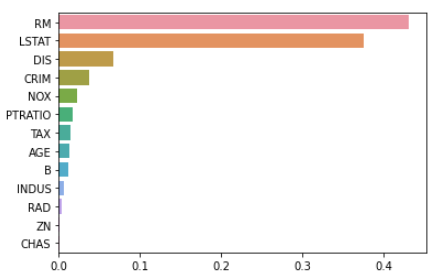 RM
LSTAT
DIS
CRIM
NOX
PTRATIO
TAX
AGE
B
INDUS
RAD
ZN
CHAS
0.0 0.1 0.2 0.3 0.4